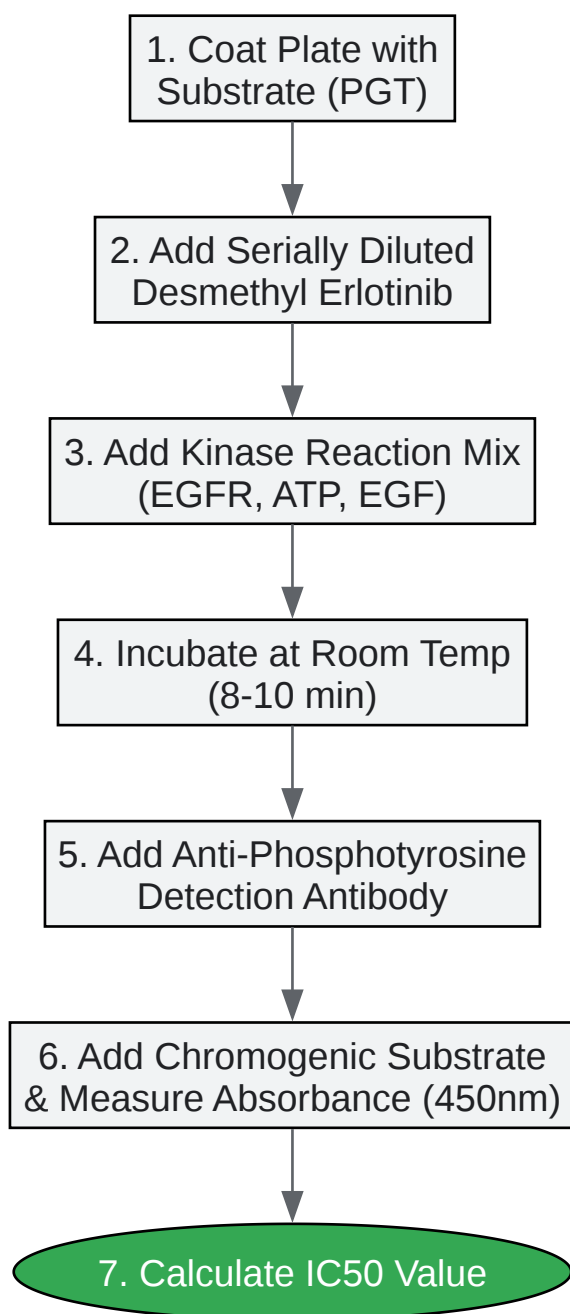 1. Coat Plate with
Substrate (PGT)
2. Add Serially Diluted
Desmethyl Erlotinib
3. Add Kinase Reaction Mix
(EGFR, ATP, EGF)
4. Incubate at Room Temp
(8-10 min)
5. Add Anti-Phosphotyrosine
Detection Antibody
6. Add Chromogenic Substrate
& Measure Absorbance (450nm)
7. Calculate IC50 Value